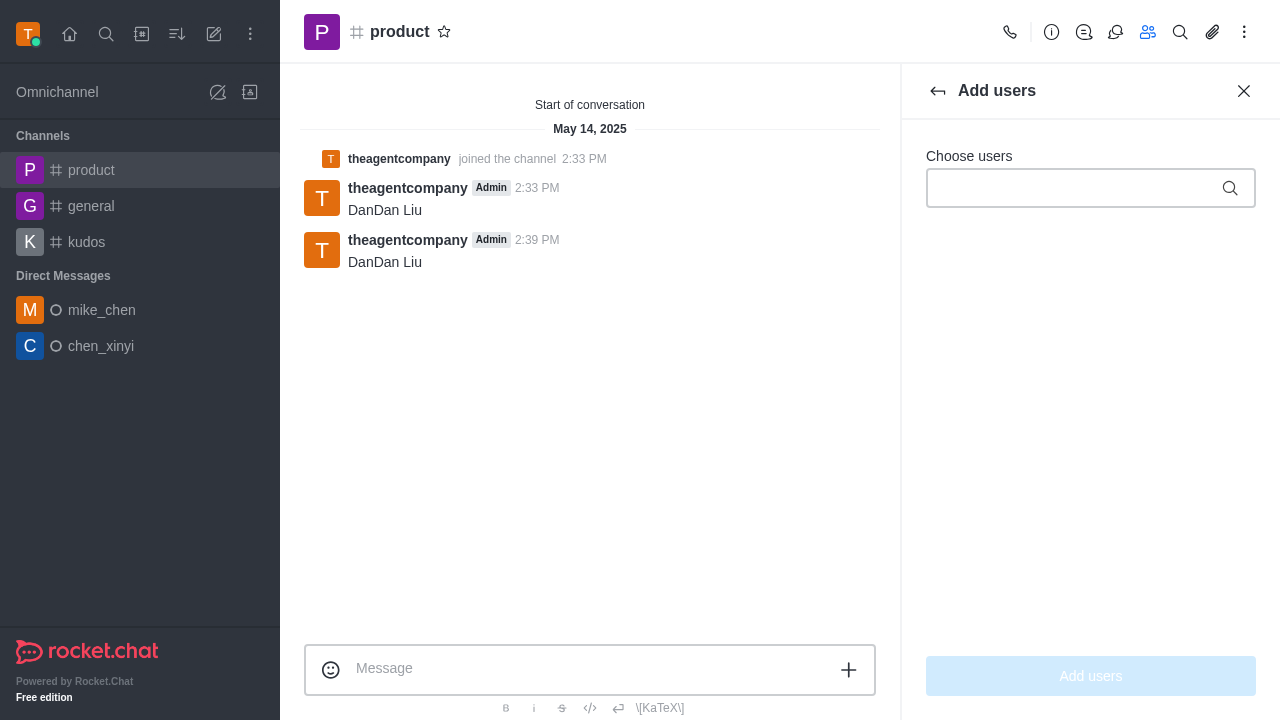 T
Omnichannel
Channels
P product
G general
K kudos
Direct Messages
M mike_chen
C chen_xinyi
rocket.chat
Powered by Rocket.Chat
Free edition
P product
Start of conversation
May 14, 2025
T theagentcompany joined the channel 2:33 PM
T theagentcompany Admin 2:33 PM
DanDan Liu
T theagentcompany Admin 2:39 PM
DanDan Liu
Message
B i S </> \[KaTeX\]
Add users
Choose users
Add users